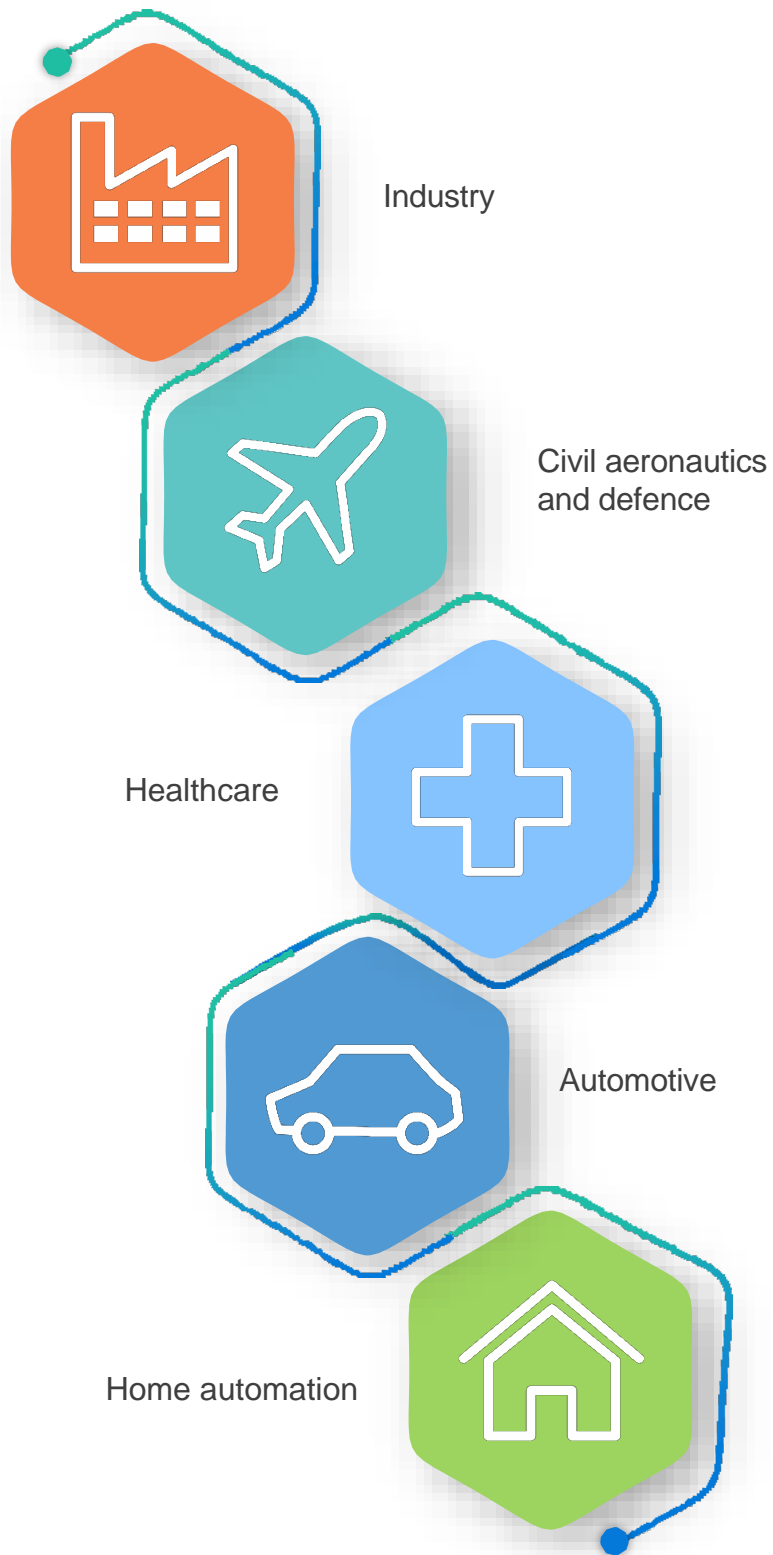 Industry
Civil aeronautics
and defence
Healthcare
Automotive
Home automation